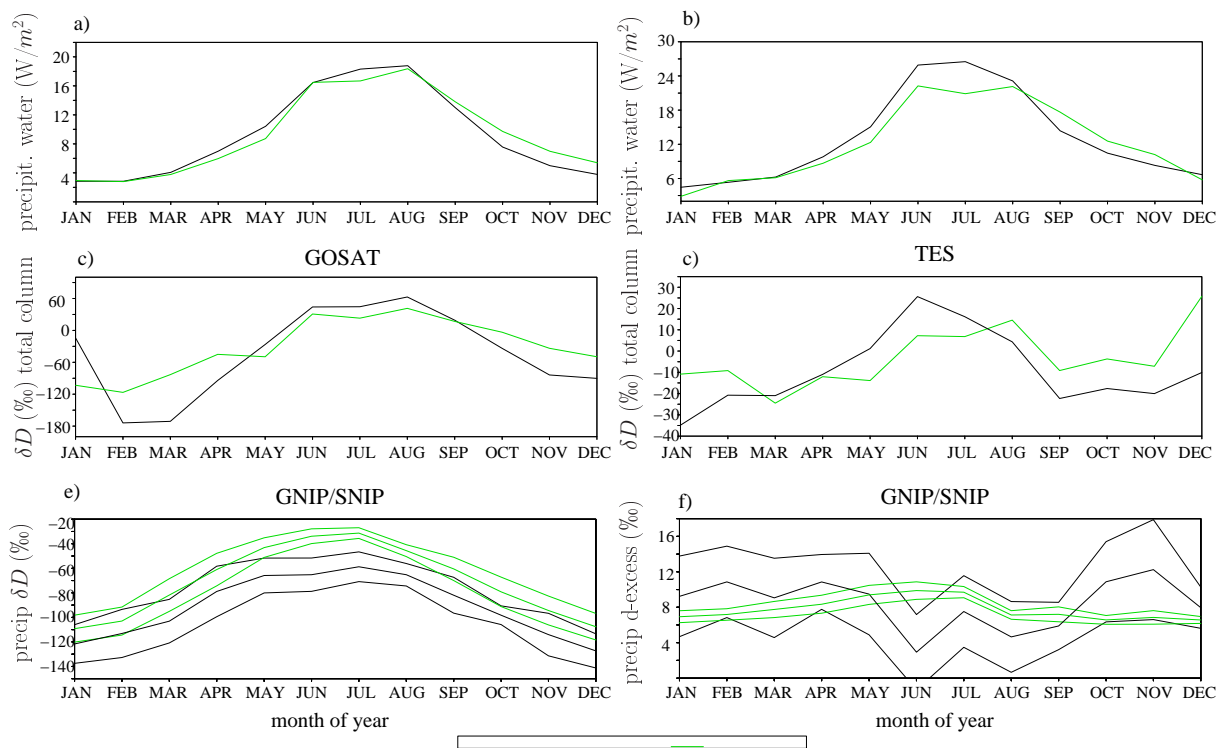 a)
precipit. water (W/m²)
20
16
12
8
4
JAN FEB MAR APR MAY JUN JUL AUG SEP OCT NOV DEC
b)
precipit. water (W/m²)
30
24
18
12
6
JAN FEB MAR APR MAY JUN JUL AUG SEP OCT NOV DEC
c)
GOSAT
δD (‰) total column
60
0
−60
−120
−180
JAN FEB MAR APR MAY JUN JUL AUG SEP OCT NOV DEC
c)
TES
δD (‰) total column
30
20
10
0
−10
−20
−30
−40
JAN FEB MAR APR MAY JUN JUL AUG SEP OCT NOV DEC
e)
GNIP/SNIP
precip δD (‰)
−20
−40
−60
−80
−100
−120
−140
JAN FEB MAR APR MAY JUN JUL AUG SEP OCT NOV DEC
month of year
f)
GNIP/SNIP
precip d-excess (‰)
16
12
8
4
JAN FEB MAR APR MAY JUN JUL AUG SEP OCT NOV DEC
month of year